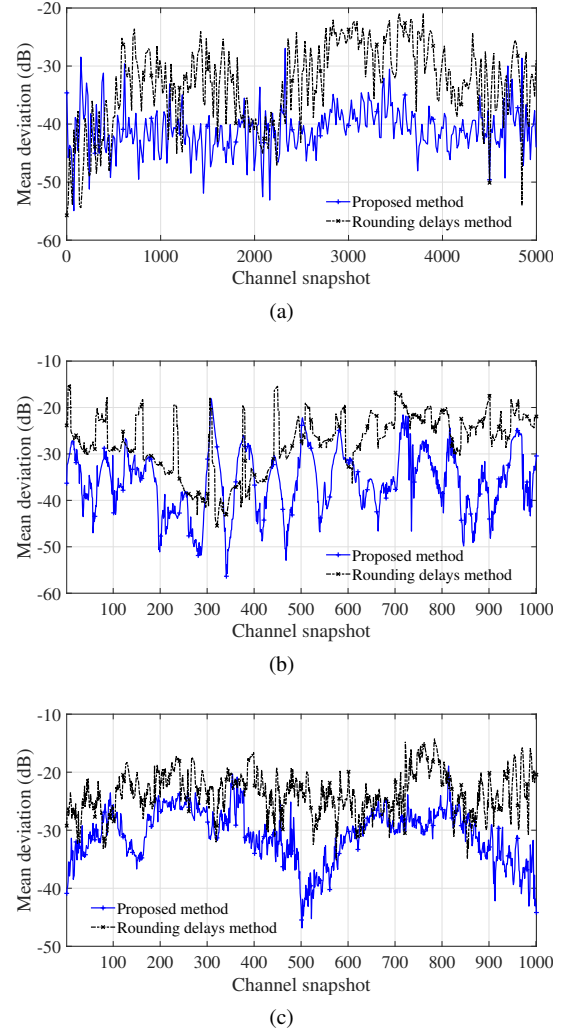 -20
-30
-40
-50
-60
Mean deviation (dB)
Proposed method
Rounding delays method
0 1000 2000 3000 4000 5000
Channel snapshot
(a)
-10
-20
-30
-40
-50
-60
Mean deviation (dB)
Proposed method
Rounding delays method
100 200 300 400 500 600 700 800 900 1000
Channel snapshot
(b)
-10
-20
-30
-40
-50
Mean deviation (dB)
Proposed method
Rounding delays method
100 200 300 400 500 600 700 800 900 1000
Channel snapshot
(c)